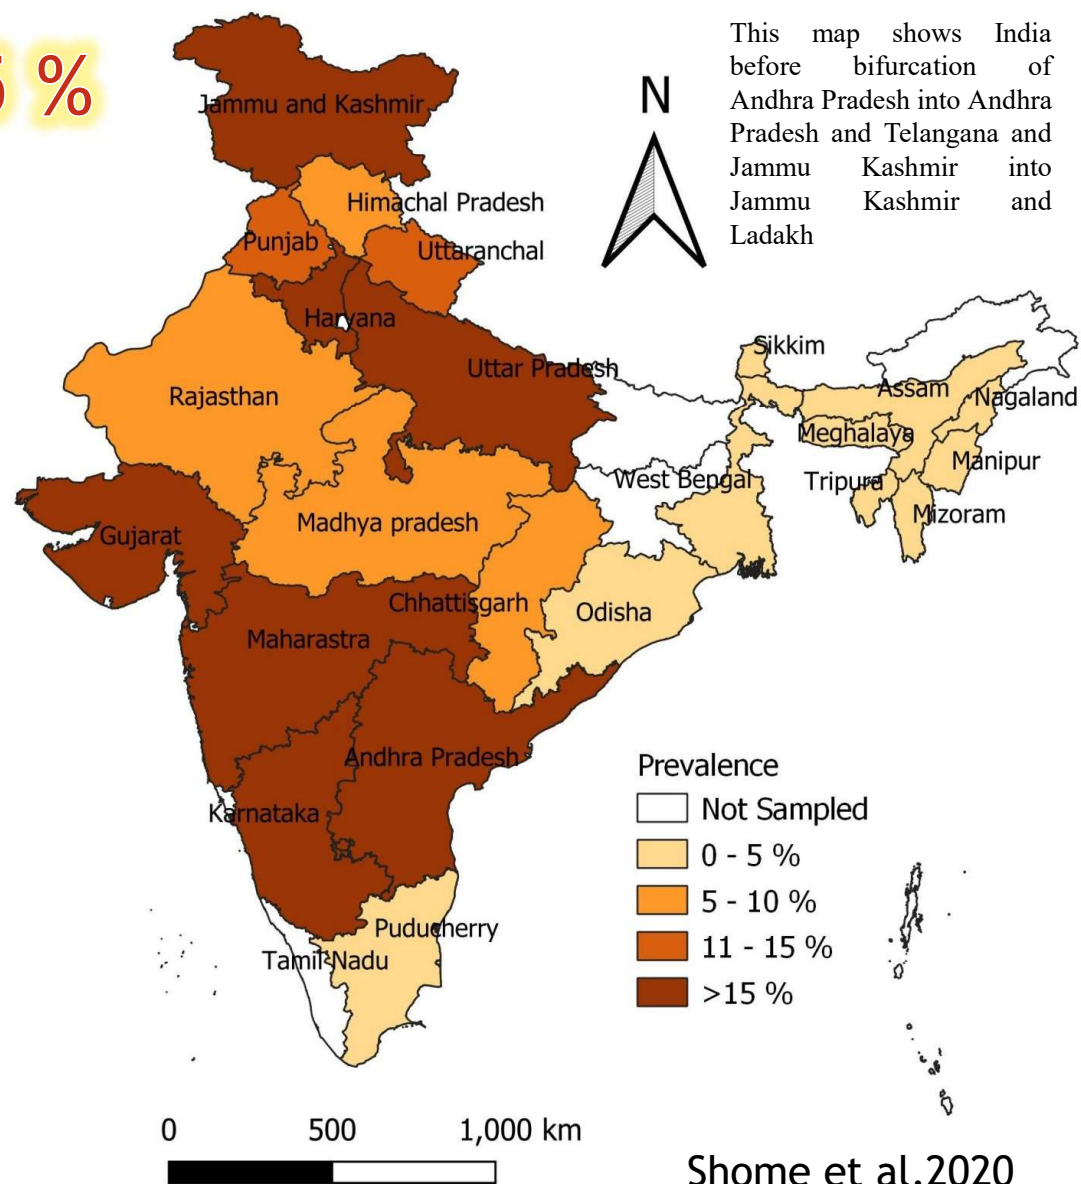 %
This map shows India
before bifurcation of
Andhra Pradesh into Andhra
Pradesh and Telangana and
Jammu Kashmir into
Jammu Kashmir and
Ladakh
N
Jammu and Kashmir
Himachal Pradesh
Punjab
Uttaranchal
Haryana
Sikkim
Uttar Pradesh
Assam
Rajasthan
Nagaland
Meghalaya
Manipur
West Bengal
Tripura
Mizoram
Madhya pradesh
Gujarat
Chhattisgarh
Odisha
Maharastra
Andhra Pradesh
Karnataka
Puducherry
Tamil Nadu
Prevalence
Not Sampled
0 - 5 %
5 - 10 %
11 - 15 %
>15 %
0 500 1,000 km
Shome et al.2020